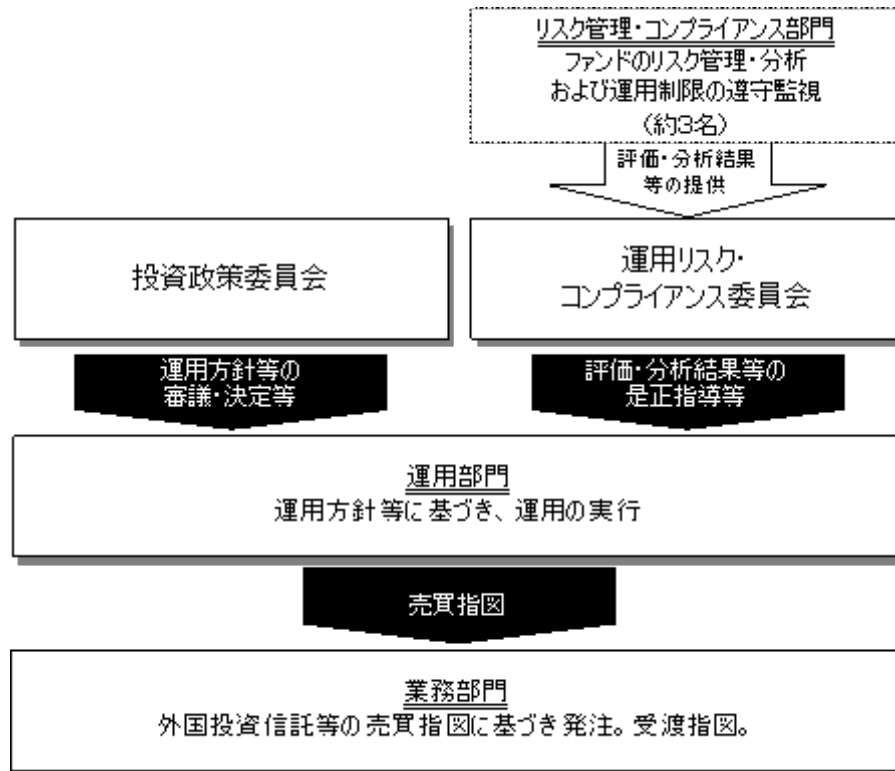 リスク管理・コンプライアンス部門
ファンドのリスク管理・分析
および運用制限の遵守監視
(約3名)
評価・分析結果
等の提供
投資政策委員会
運用リスク・
コンプライアンス委員会
運用方針等の
審議・決定等
評価・分析結果等の
是正指導等
運用部門
運用方針等に基づき、運用の実行
売買指図
業務部門
外国投資信託等の売買指図に基づき発注。受渡指図。